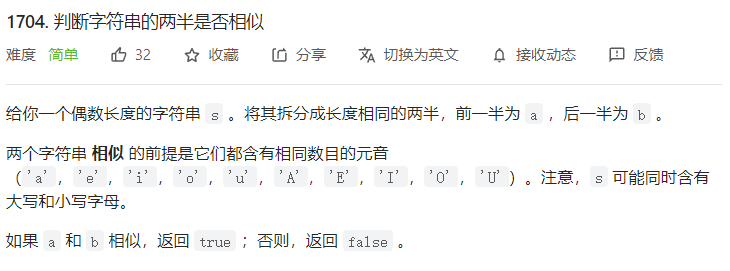 1704. 判断字符串的两半是否相似
难度 简单 32 收藏 分享 切换为英文 接收动态 反馈
给你一个偶数长度的字符串 s 。将其拆分成长度相同的两半，前一半为 a ，后一半为 b 。
两个字符串 相似 的前提是它们都含有相同数目的元音
（'a'，'e'，'i'，'o'，'u'，'A'，'E'，'I'，'O'，'U'）。注意，s 可能同时含有
大写和小写字母。
如果 a 和 b 相似，返回 true ；否则，返回 false 。